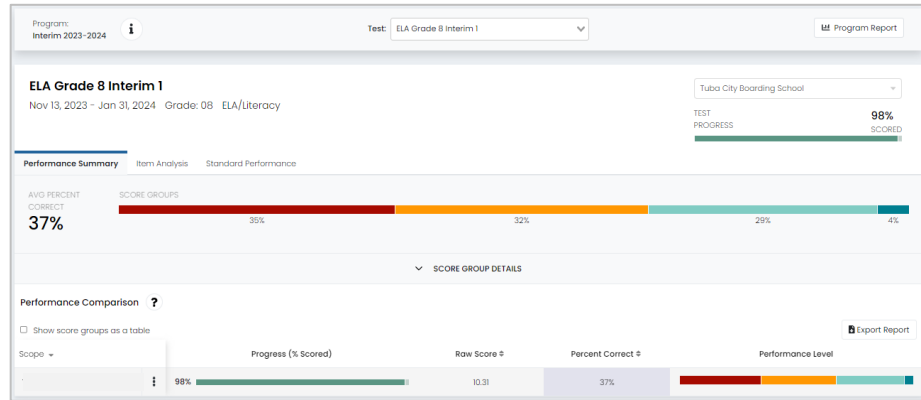 Program:
Interim 2023-2024
i
Test: ELA Grade 8 Interim 1
Program Report
ELA Grade 8 Interim 1
Nov 13, 2023 - Jan 31, 2024 Grade: 08 ELA/Literacy
Tuba City Boarding School
TEST PROGRESS
98% SCORED
Performance Summary Item Analysis Standard Performance
AVG PERCENT CORRECT
37%
SCORE GROUPS
35% 32% 29% 4%
SCORE GROUP DETAILS
Performance Comparison ?
Show score groups as a table
Export Report
Scope Progress (% Scored) Raw Score Percent Correct Performance Level
98% 10.31 37%